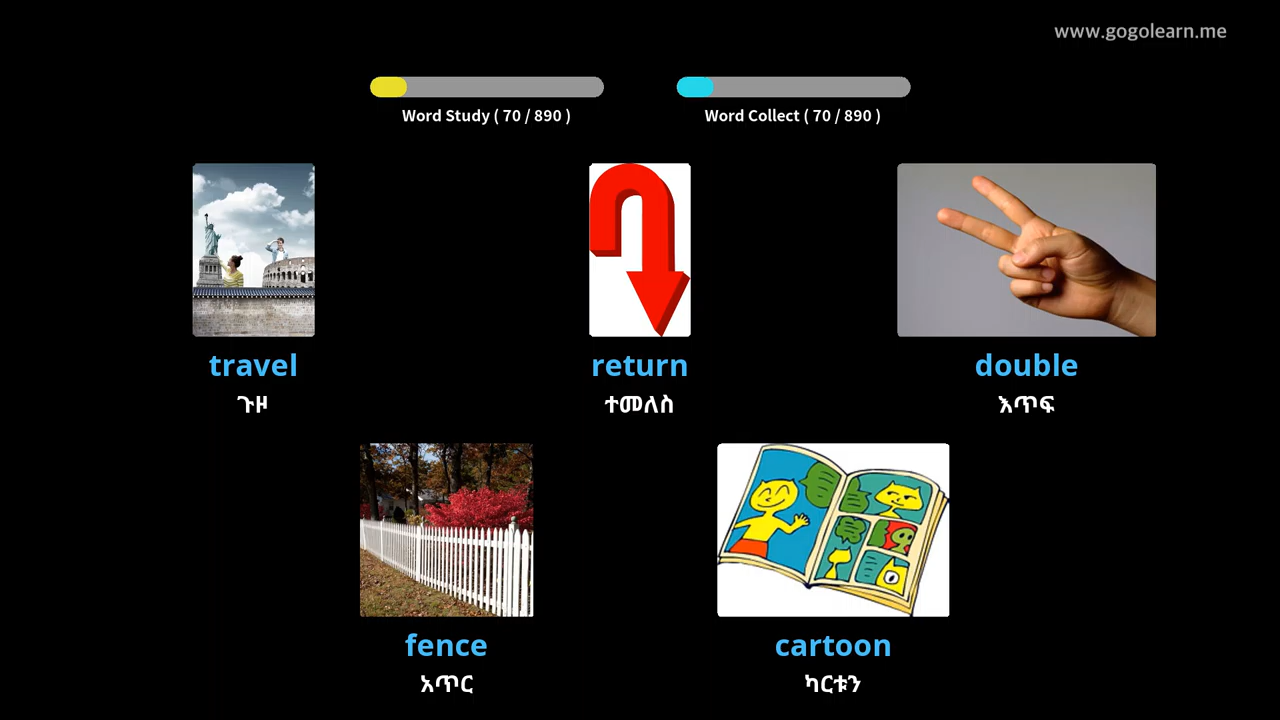 www.gogolearn.me
Word Study ( 70 / 890 )
Word Collect ( 70 / 890 )
travel
ጉዞ
return
ተመለስ
double
እጥፍ
fence
አጥር
cartoon
ካርቱን